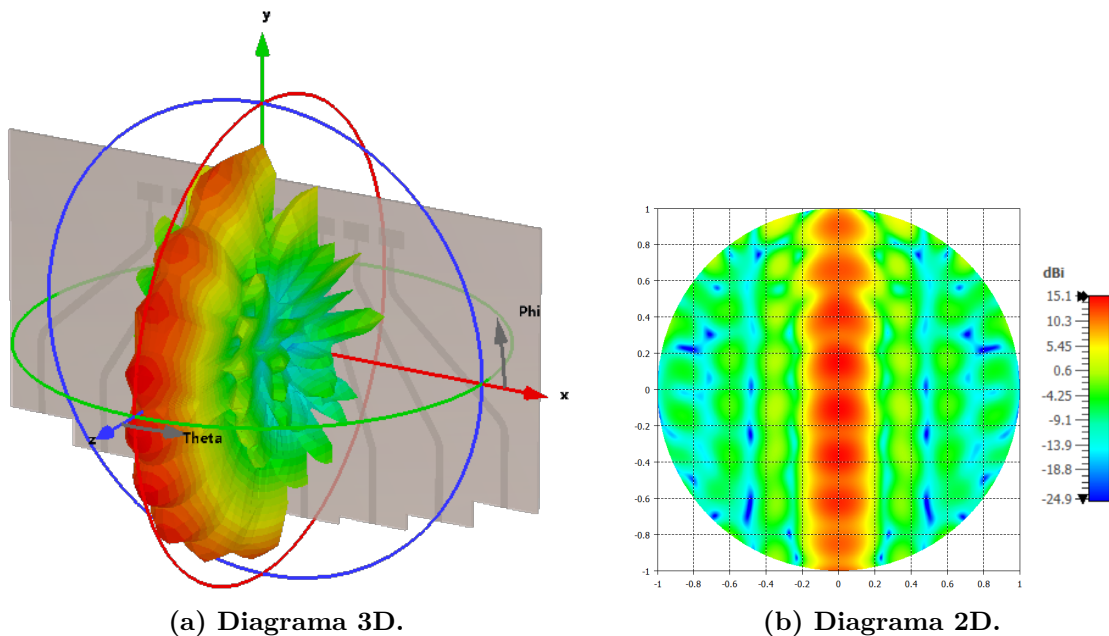 y
Phi
x
z
Theta
(a) Diagrama 3D.
1
0.8
0.6
0.4
0.2
0
-0.2
-0.4
-0.6
-0.8
-1
-1 -0.8 -0.6 -0.4 -0.2 0 0.2 0.4 0.6 0.8 1
dBi
15.1
10.3
5.45
0.6
-4.25
-9.1
-13.9
-18.8
-24.9
(b) Diagrama 2D.